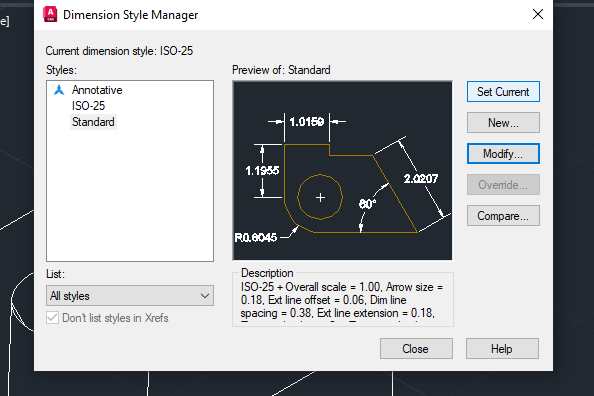 Dimension Style Manager
e]
Current dimension style: ISO-25
Styles:
Annotative
ISO-25
Standard
Preview of: Standard
1.0159
1.1955
2.0207
60°
R0.6045
Set Current
New...
Modify...
Override...
Compare...
Description
ISO-25 + Overall scale = 1.00, Arrow size =
0.18, Ext line offset = 0.06, Dim line
spacing = 0.38, Ext line extension = 0.18,
List:
All styles
Don't list styles in Xrefs
Close
Help